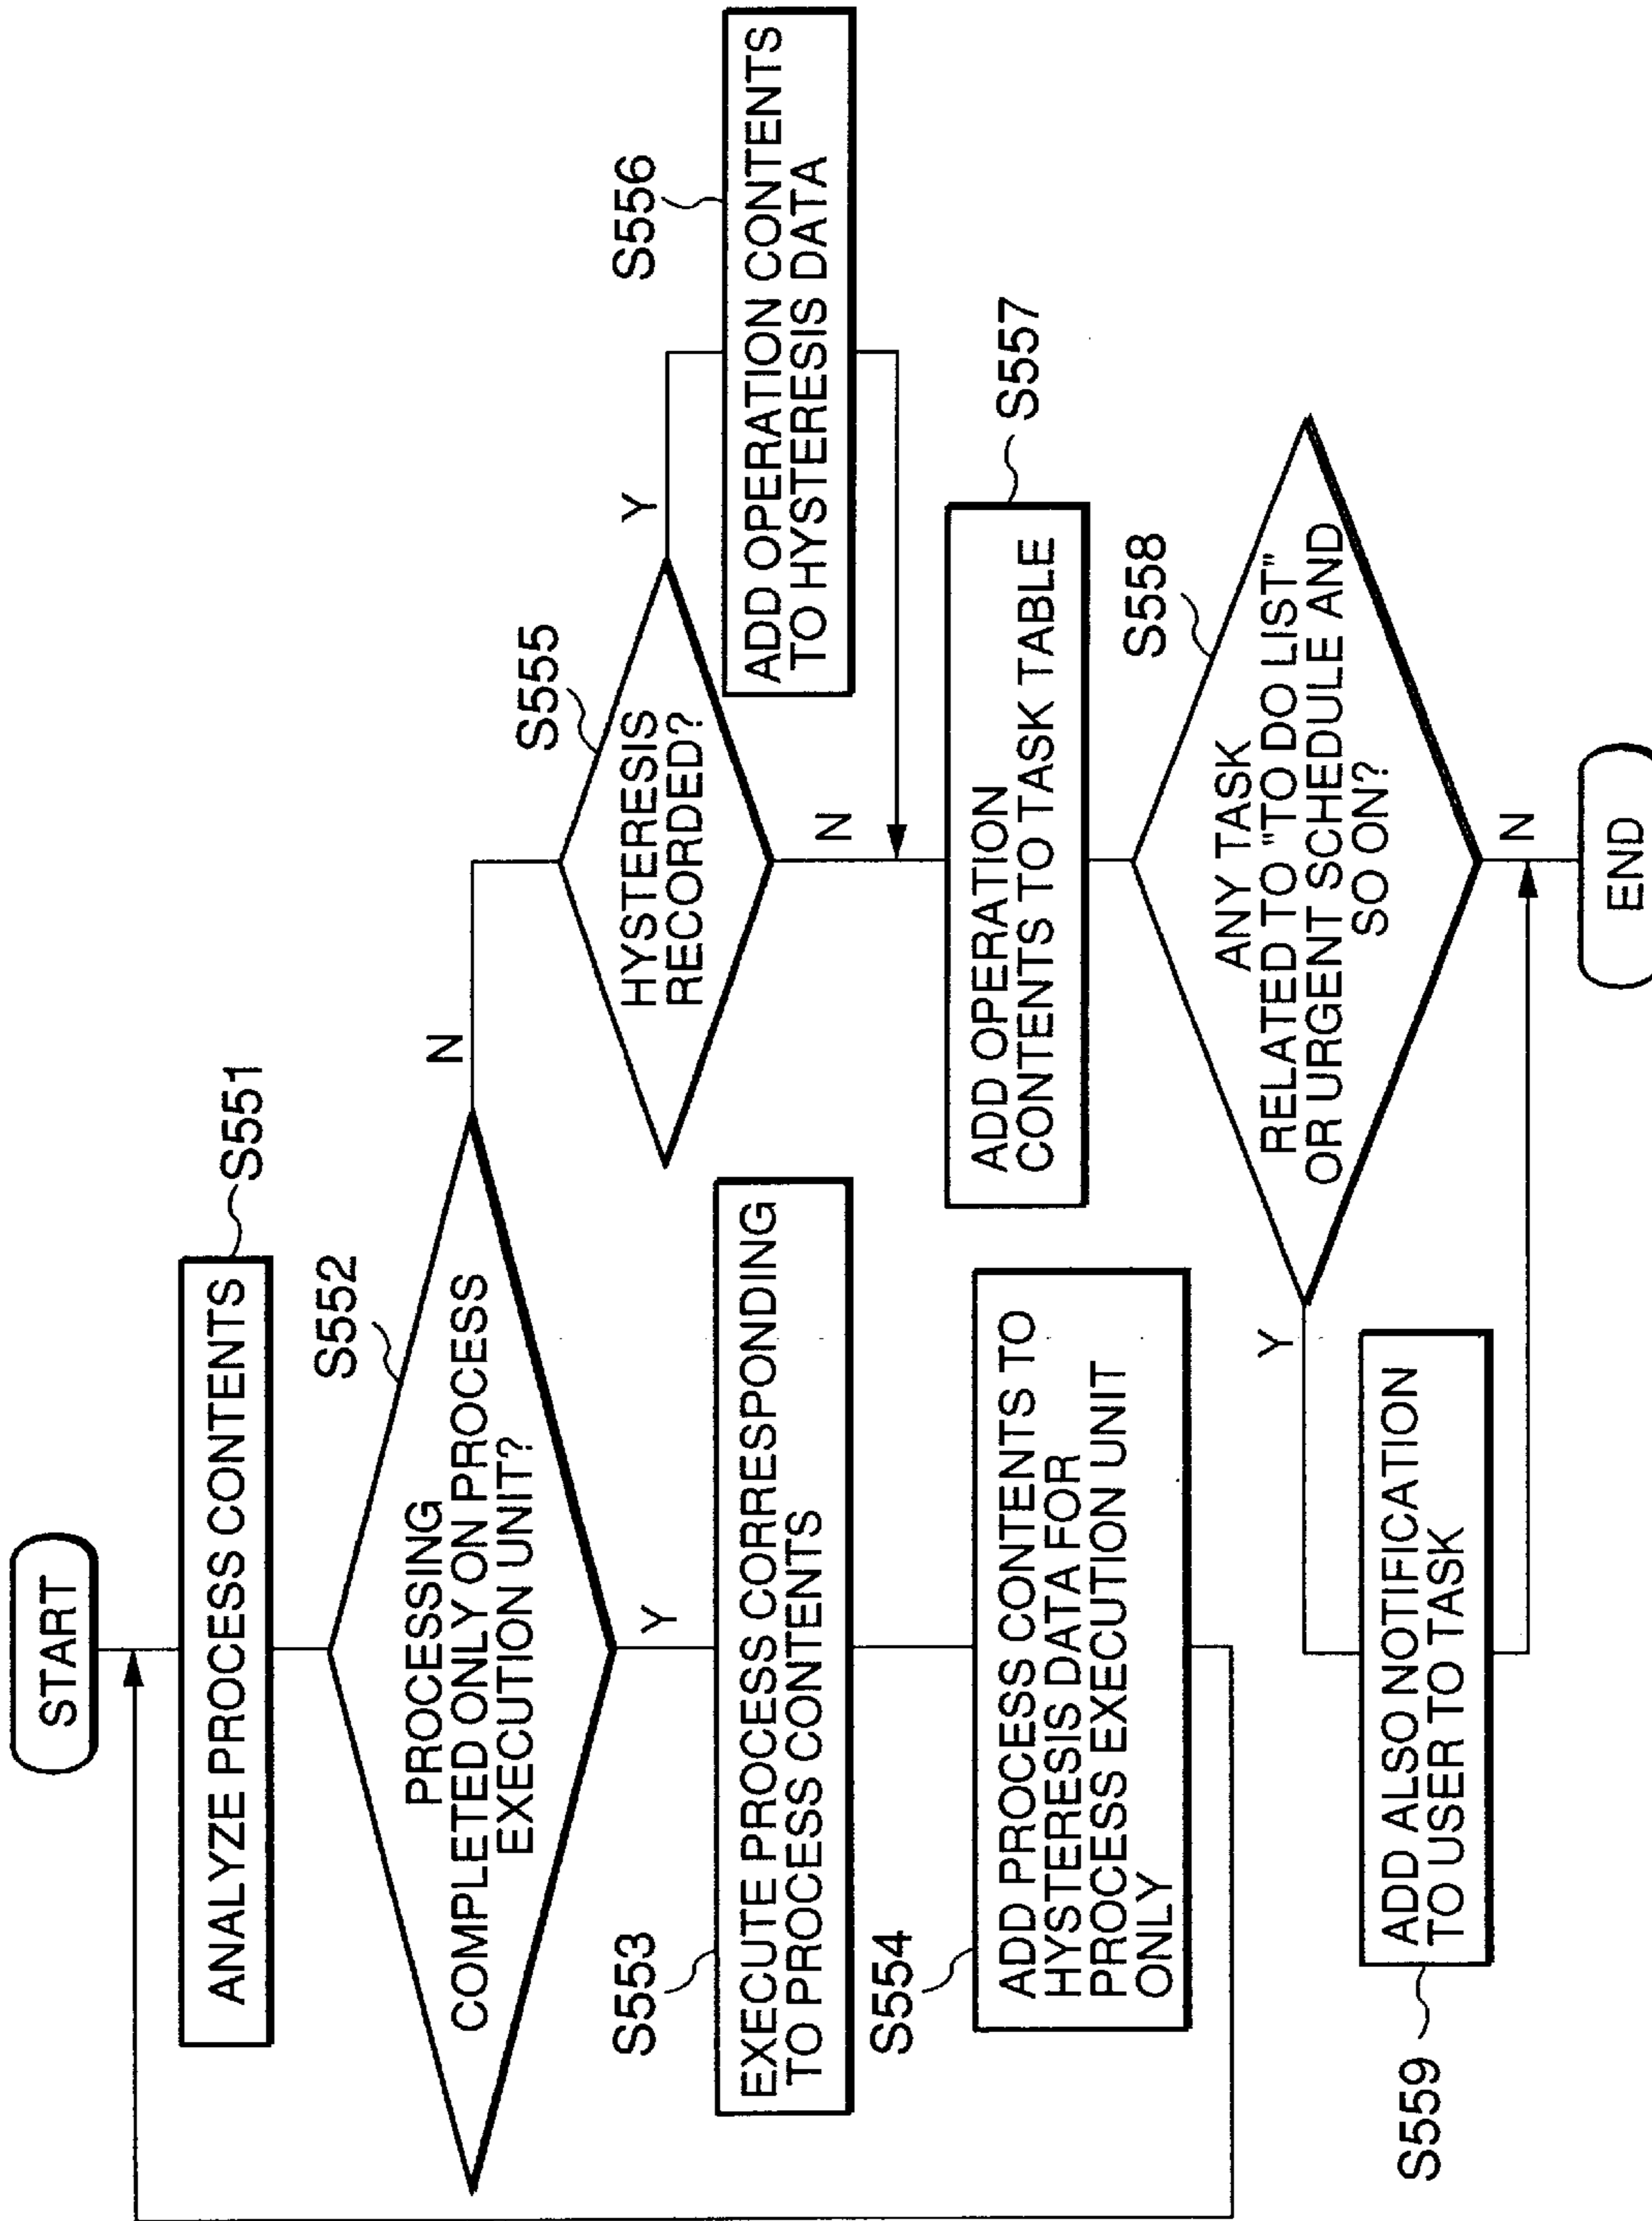 START
S551
ANALYZE PROCESS CONTENTS
S552
PROCESSING
COMPLETED ONLY ON PROCESS
EXECUTION UNIT?
N
Y
S553
EXECUTE PROCESS CORRESPONDING
TO PROCESS CONTENTS
S554
ADD PROCESS CONTENTS TO
HYSTERESIS DATA FOR
PROCESS EXECUTION UNIT
ONLY
S555
HYSTERESIS
RECORDED?
Y
N
S556
ADD OPERATION CONTENTS
TO HYSTERESIS DATA
S557
ADD OPERATION
CONTENTS TO TASK TABLE
S558
ANY TASK
RELATED TO "TO DO LIST"
OR URGENT SCHEDULE AND
SO ON?
Y
N
S559
ADD ALSO NOTIFICATION
TO USER TO TASK
END